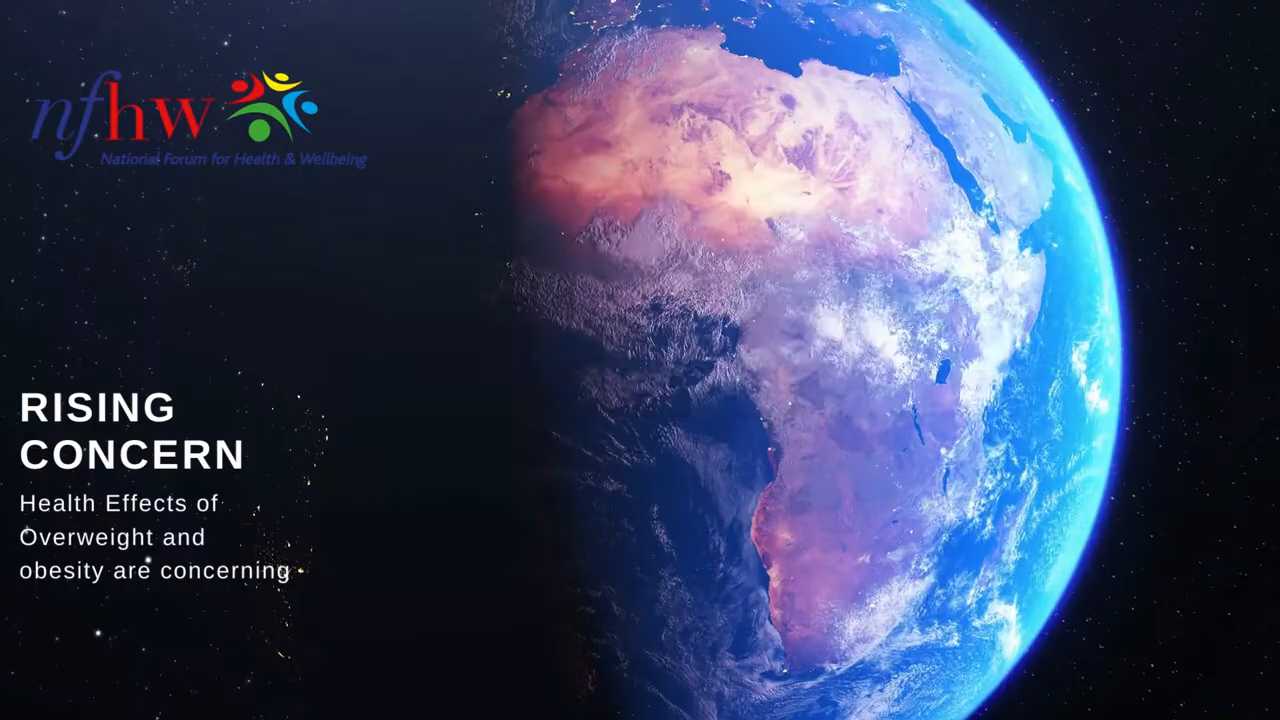 nfhw
National Forum for Health & Wellbeing
RISING
CONCERN
Health Effects of
Overweight and
obesity are concerning